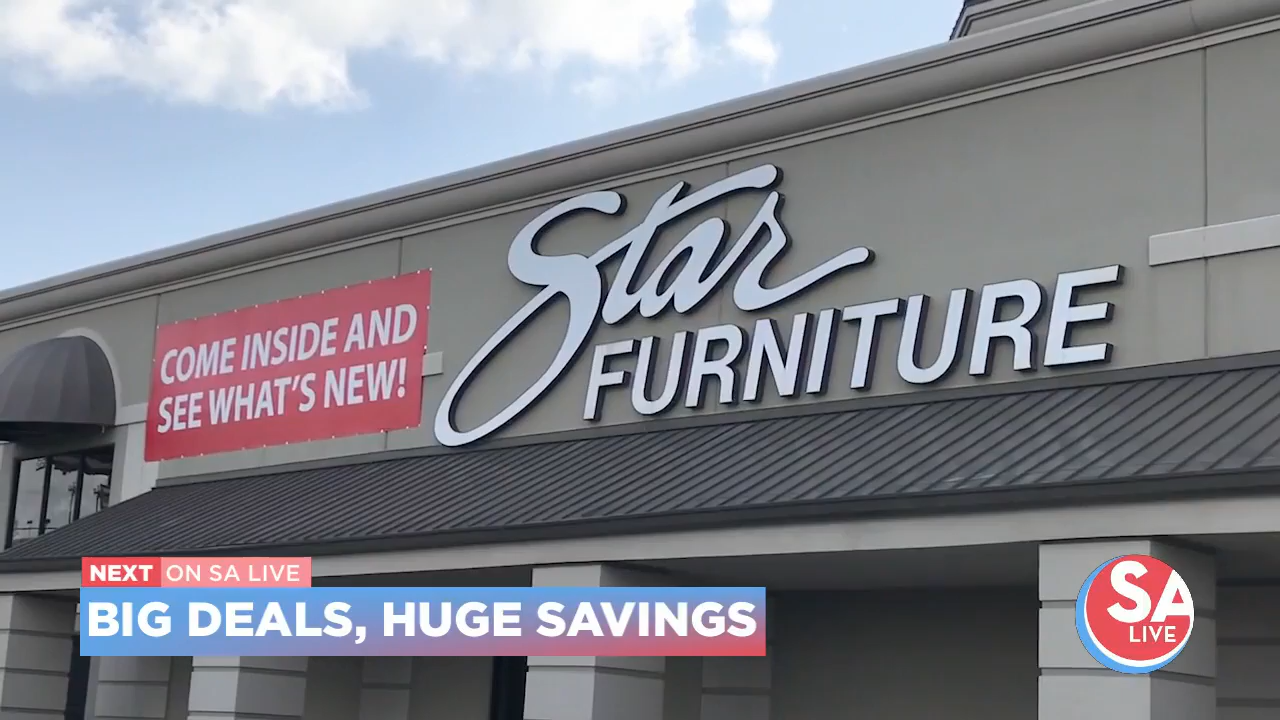 Star
FURNITURE
COME INSIDE AND
SEE WHAT'S NEW!
NEXT ON SA LIVE
BIG DEALS, HUGE SAVINGS
SA
LIVE